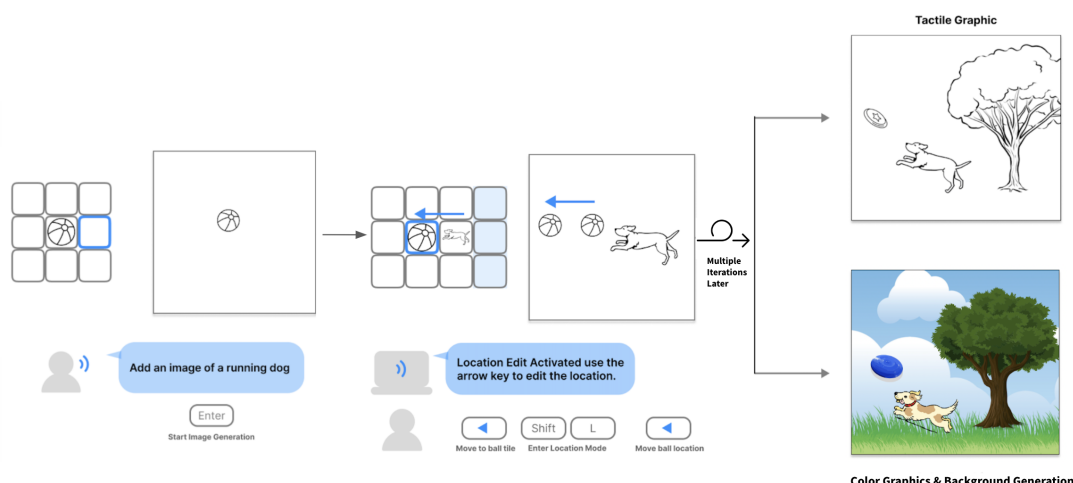 Tactile Graphic
Multiple
Iterations
Later
Add an image of a running dog
Enter
Start Image Generation
Location Edit Activated use the
arrow key to edit the location.
Shift
L
Move to ball tile
Enter Location Mode
Move ball location
Color Graphics & Background Generation